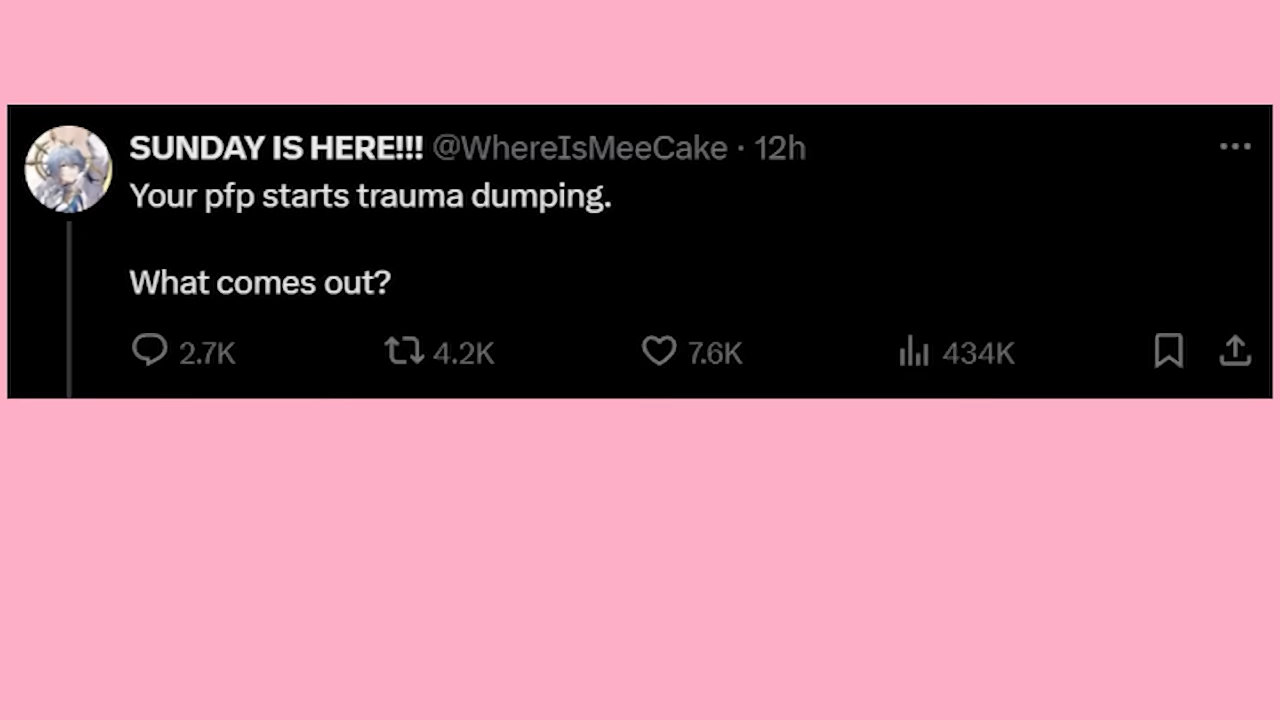 SUNDAY IS HERE!!! @WhereIsMeeCake · 12h
Your pfp starts trauma dumping.
What comes out?
2.7K 4.2K 7.6K 434K